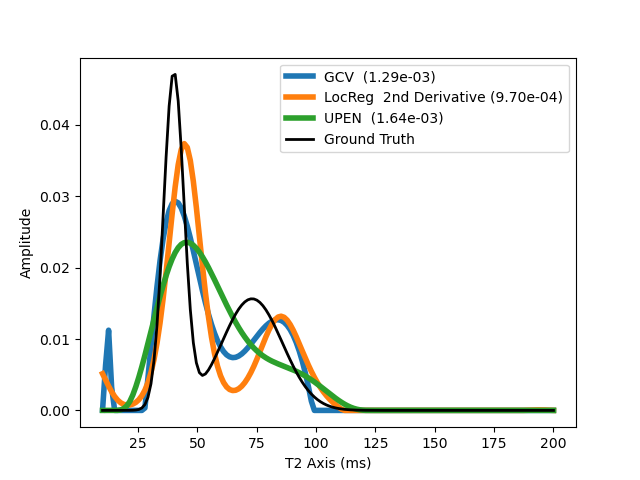 GCV (1.29e-03)
LocReg 2nd Derivative (9.70e-04)
UPEN (1.64e-03)
Ground Truth
Amplitude
0.04
0.03
0.02
0.01
0.00
25 50 75 100 125 150 175 200
T2 Axis (ms)